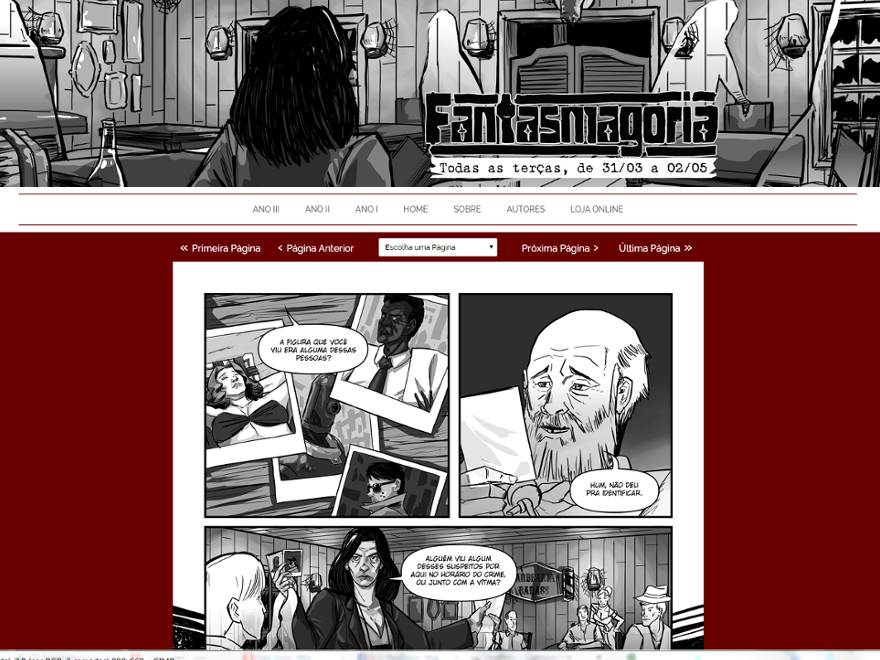 Fantasmagoria
Todas as terças, de 31/03 a 02/05
ANO III ANO II ANO I HOME SOBRE AUTORES LOJA ONLINE
« Primeira Página < Página Anterior Escolha uma Página Próxima Página > Última Página »
A FIGURA QUE VOCÊ
VIU ERA ALGUMA DESSAS
PESSOAS?
HUM, NÃO DEU
PRA IDENTIFICAR.
ALGUÉM VIU ALGUM
DESSES SUSPEITOS POR
AQUI NO HORÁRIO DO CRIME,
OU JUNTO COM A VÍTIMA?